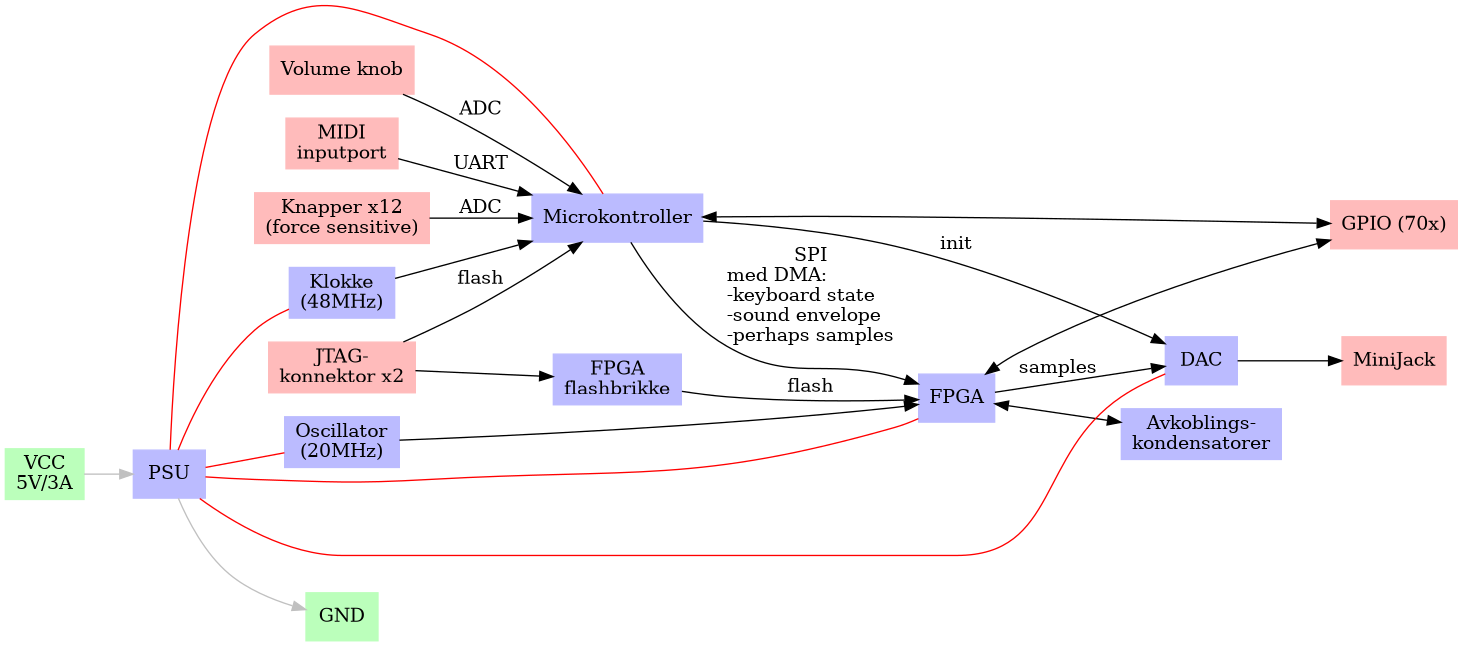 Volume knob
ADC
MIDI
inputport
UART
Knapper x12
(force sensitive)
ADC
Microkontroller
GPIO (70x)
Klokke
(48MHz)
flash
SPI
med DMA:
-keyboard state
-sound envelope
-perhaps samples
init
JTAG-
konnektor x2
FPGA
flashbrikke
flash
FPGA
samples
DAC
MiniJack
Oscillator
(20MHz)
Avkoblings-
kondensatorer
VCC
5V/3A
PSU
GND